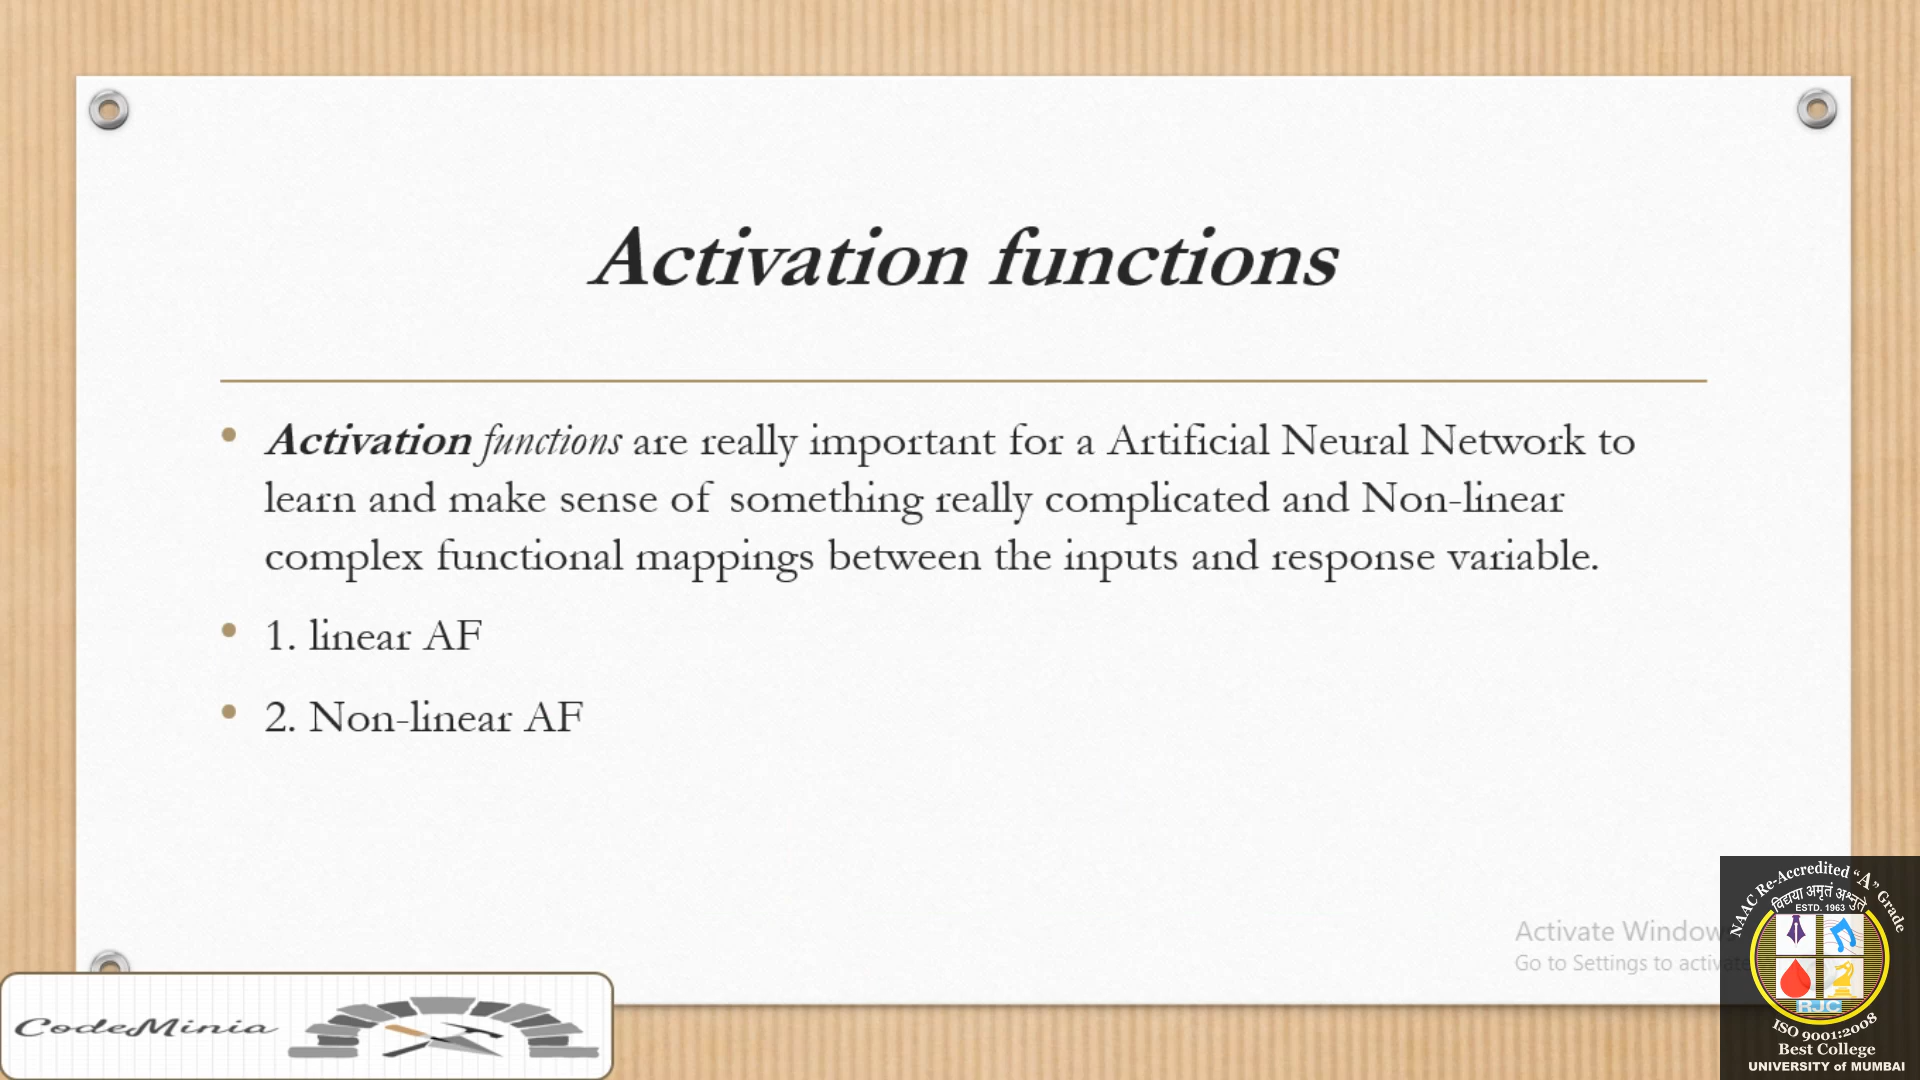 Activation functions
Activation functions are really important for a Artificial Neural Network to
learn and make sense of something really complicated and Non-linear
complex functional mappings between the inputs and response variable.
1. linear AF
2. Non-linear AF
Activate Windows
Go to Settings to activate
CodeMinia
NAAC Re-Accredited “A” Grade
विद्यया अमृतं अश्नुते
ESTD. 1963
RJC
ISO 9001:2008
Best College
UNIVERSITY of MUMBAI